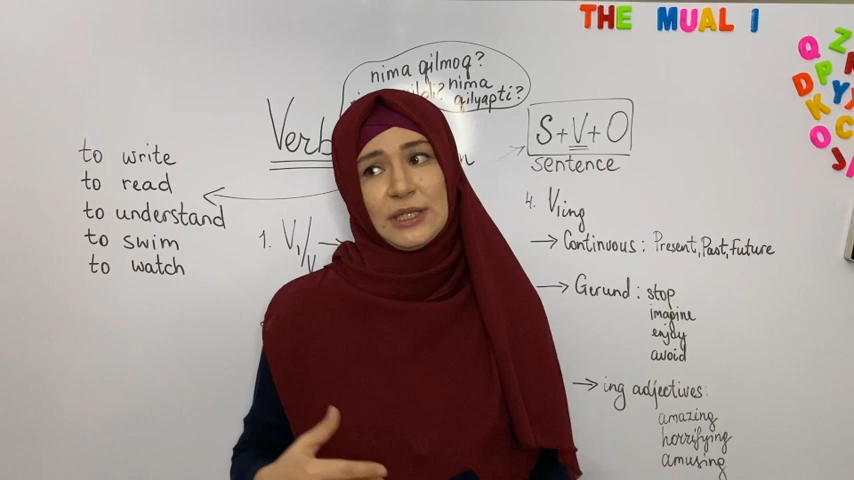 THE MUAL I
nima qilmoq?
nima
qilyapti?
Verb
S+V+O
sentence
to write
to read
to understand
to swim
to watch
1. V1/
4. Ving
Continuous: Present, Past, Future
Gerund: stop
imagine
enjoy
avoid
ing adjectives:
amazing
horrifying
amusing